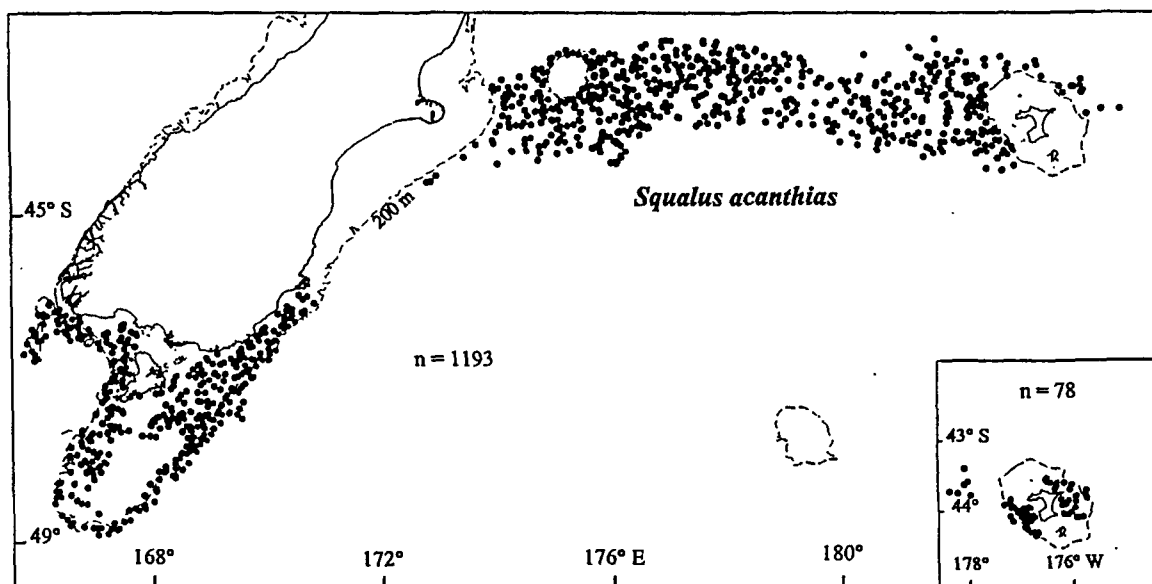 Squalus acanthias
45° S
200 m
n = 1193
n = 78
43° S
44°
49°
168°
172°
176° E
180°
178°
176° W